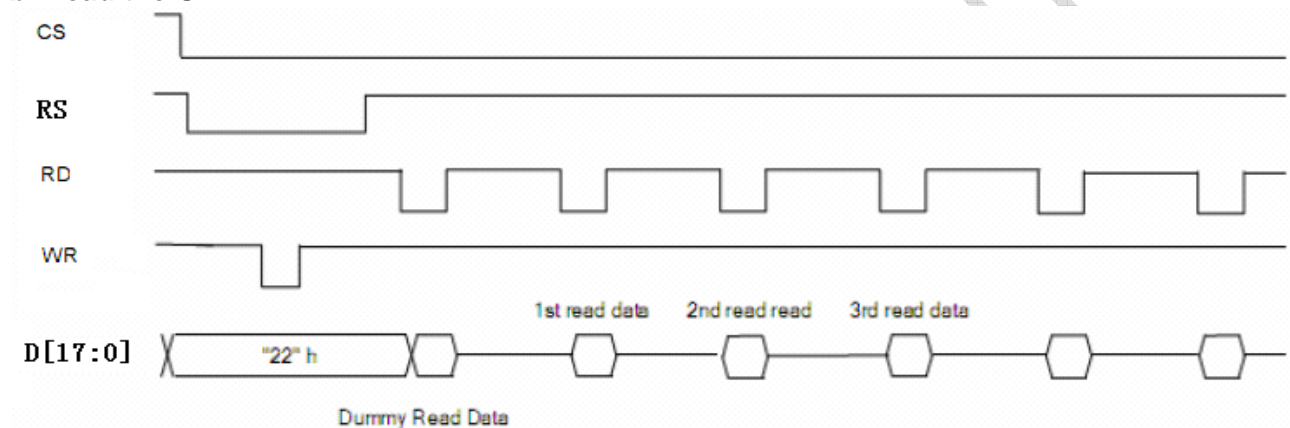 CS
RS
RD
WR
1st read data 2nd read read 3rd read data
D[17:0] "22" h
Dummy Read Data